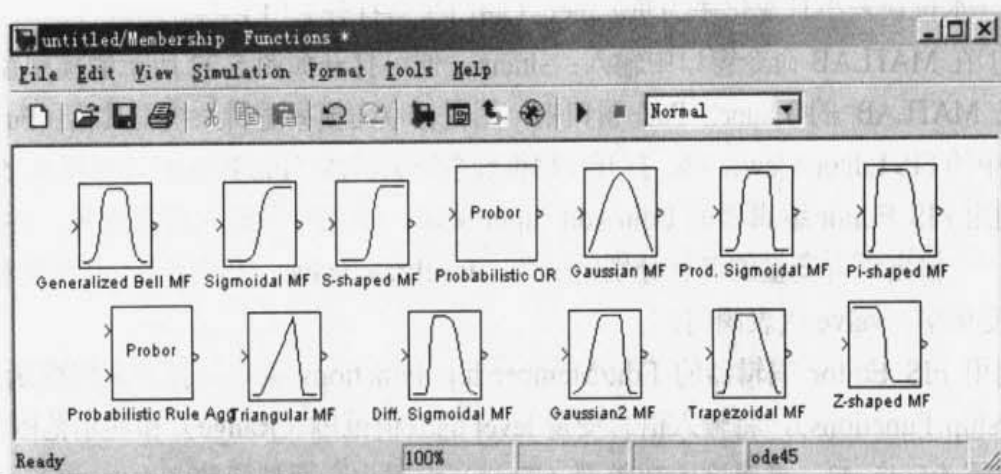 untitled/Membership Functions *
File Edit View Simulation Format Tools Help
Normal
Probor
Generalized Bell MF Sigmoidal MF S-shaped MF Probabilistic OR Gaussian MF Prod. Sigmoidal MF Pi-shaped MF
Probor
Probabilistic Rule Agg Triangular MF Diff. Sigmoidal MF Gaussian2 MF Trapezoidal MF Z-shaped MF
Ready 100% ode45